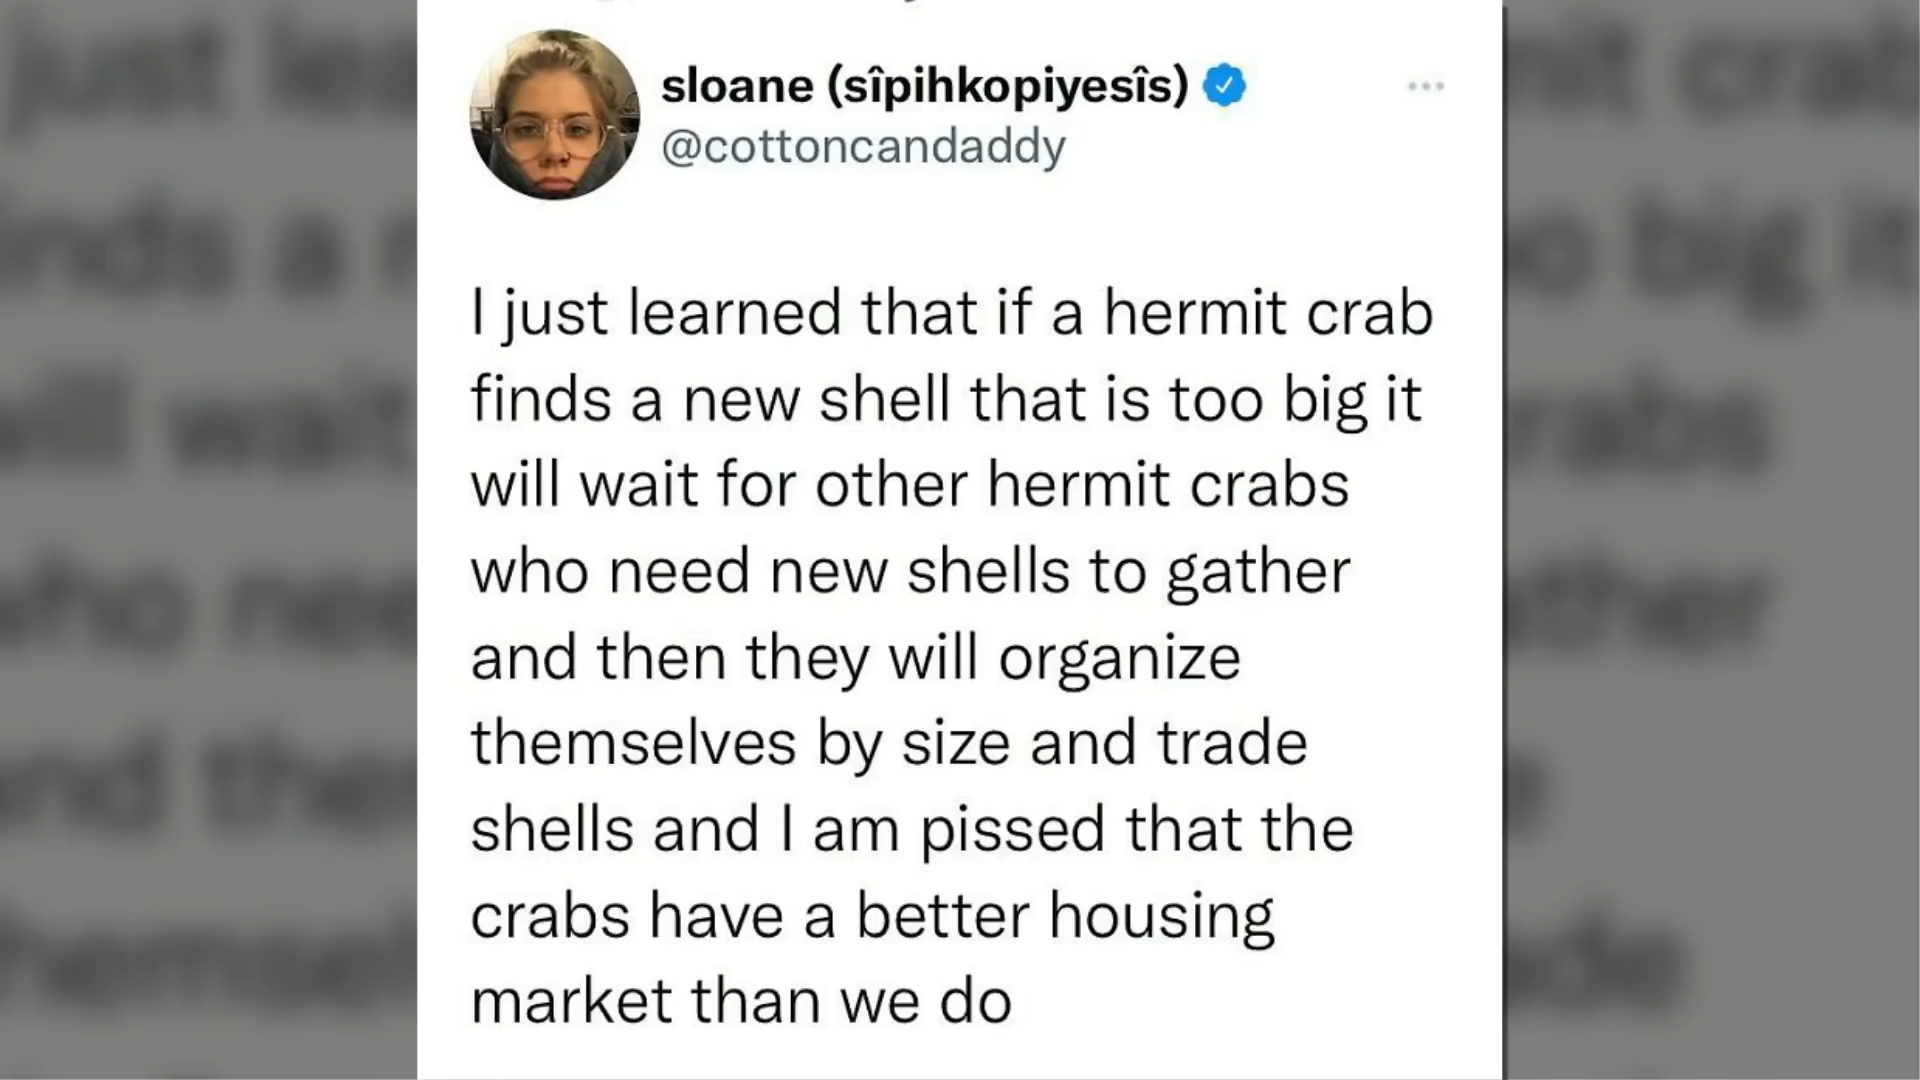 sloane (sîpihkopiyesîs)
@cottoncandaddy
I just learned that if a hermit crab
finds a new shell that is too big it
will wait for other hermit crabs
who need new shells to gather
and then they will organize
themselves by size and trade
shells and I am pissed that the
crabs have a better housing
market than we do